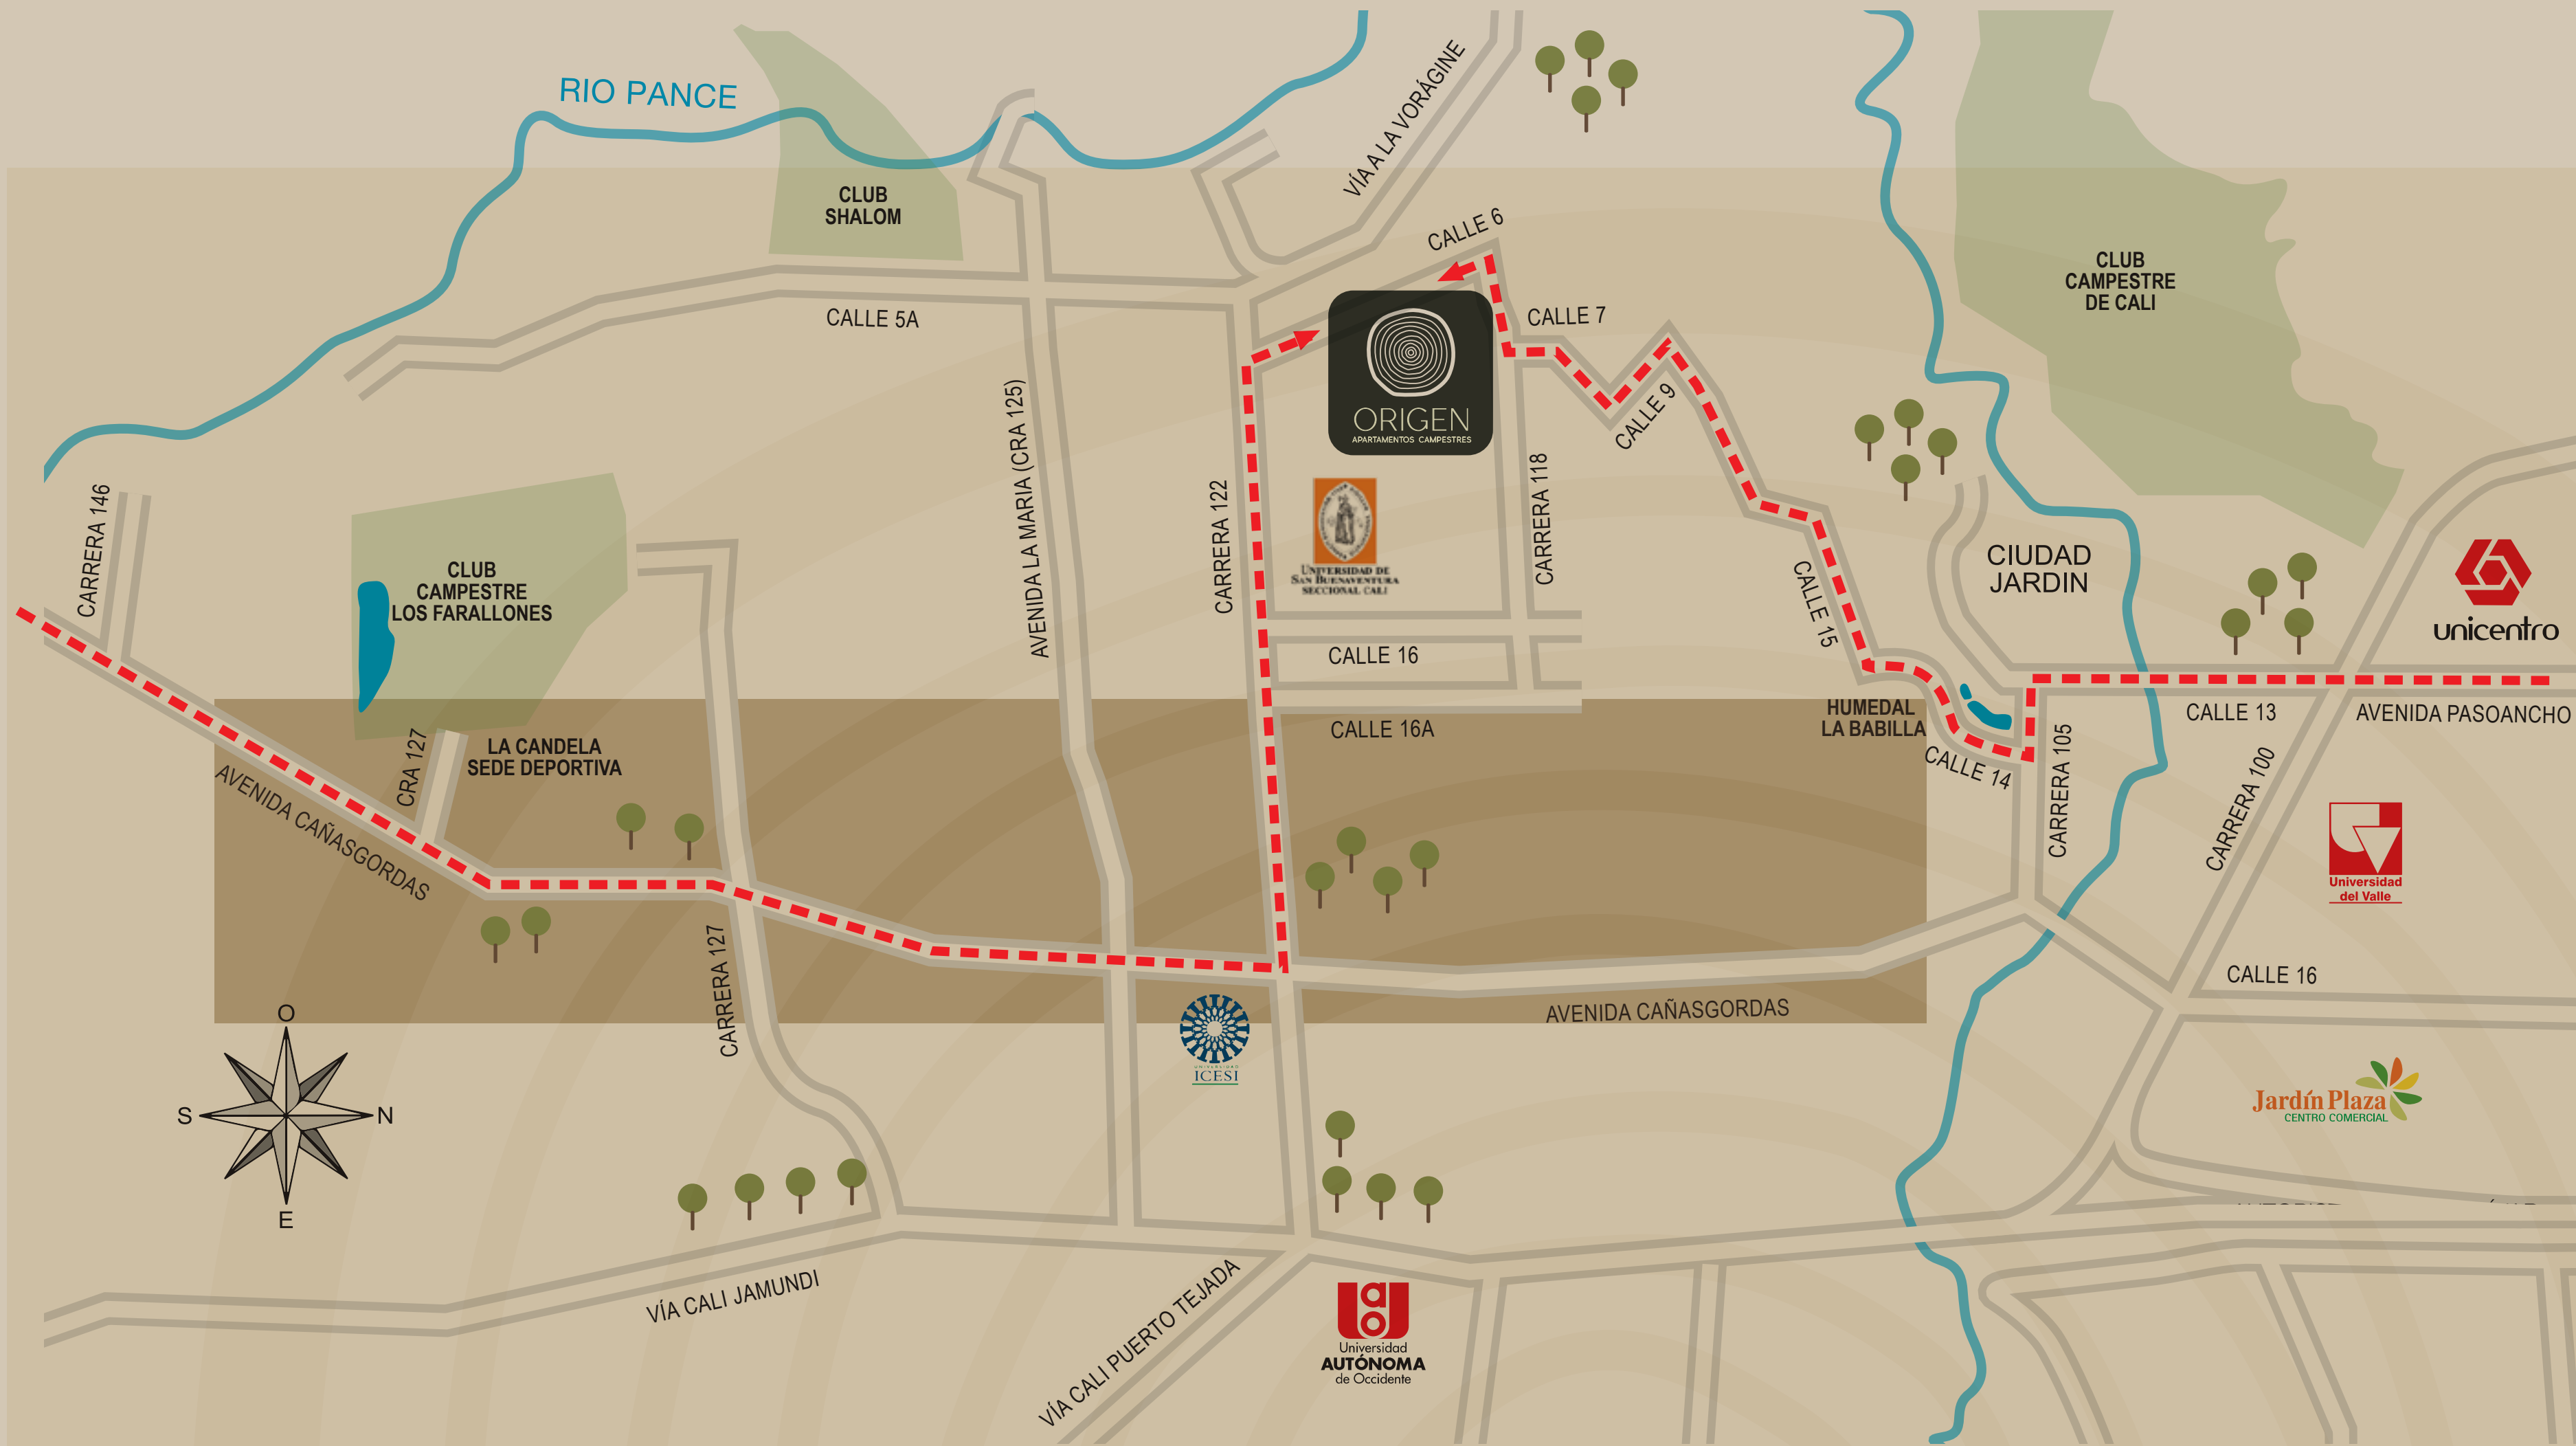 RIO PANCE
VÍA A LA VORÁGINE
CLUB
SHALOM
CALLE 6
CLUB
CAMPESTRE
DE CALI
CALLE 5A
CALLE 7
ORIGEN
APARTAMENTOS CAMPESTRES
CALLE 9
AVENIDA LA MARIA (CRA 125)
CARRERA 146
CARRERA 122
CARRERA 118
UNIVERSIDAD DE
SAN BUENAVENTURA
SECCIONAL CALI
CLUB
CAMPESTRE
LOS FARALLONES
CIUDAD
JARDIN
unicentro
CALLE 15
CALLE 16
CALLE 16A
HUMEDAL
LA BABILLA
CALLE 13
AVENIDA PASOANCHO
CALLE 14
CARRERA 105
CARRERA 100
CRA 127
LA CANDELA
SEDE DEPORTIVA
AVENIDA CAÑASGORDAS
Universidad
del Valle
CARRERA 127
AVENIDA CAÑASGORDAS
CALLE 16
O
S
N
E
ICESI
Jardín Plaza
CENTRO COMERCIAL
VÍA CALI JAMUNDI
VÍA CALI PUERTO TEJADA
uao
Universidad
AUTÓNOMA
de Occidente